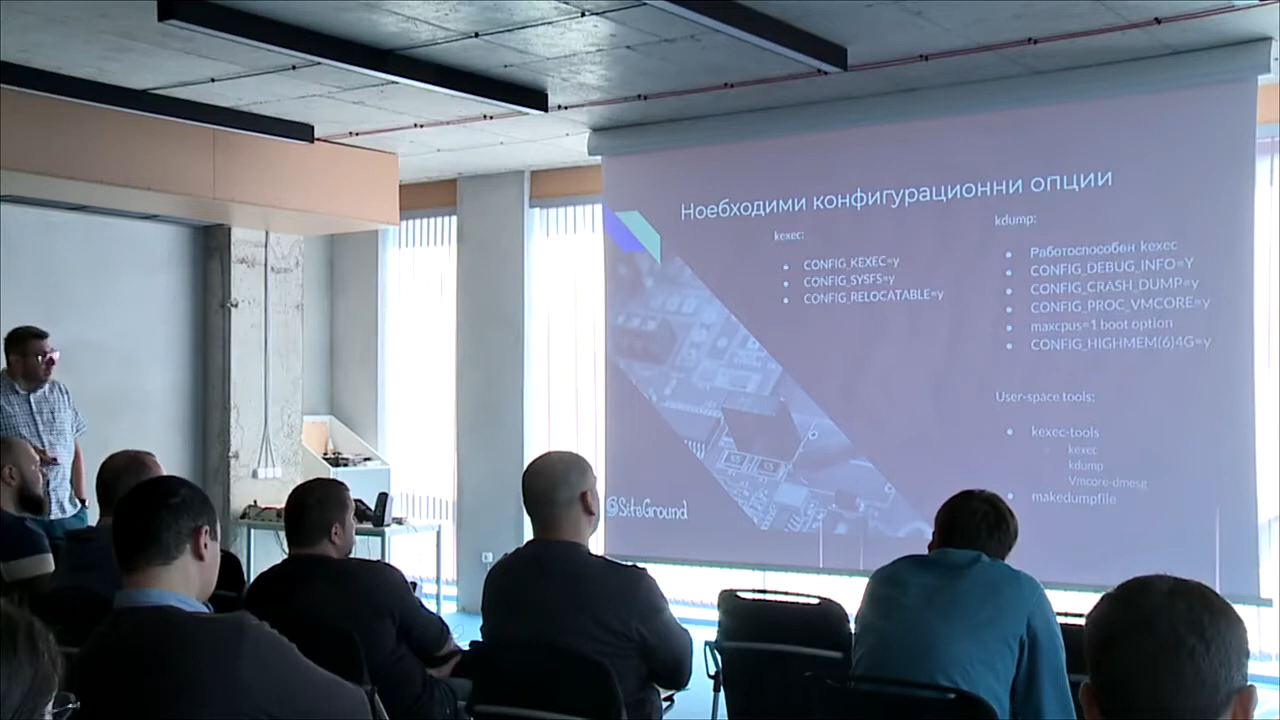 Ноебходими конфигурационни опции
kexec:
CONFIG_KEXEC=y
CONFIG_SYSFS=y
CONFIG_RELOCATABLE=y
kdump:
Работоспособен kexec
CONFIG_DEBUG_INFO=Y
CONFIG_CRASH_DUMP=y
CONFIG_PROC_VMCORE=y
maxcpus=1 boot option
CONFIG_HIGHMEM(6)4G=y
User-space tools:
kexec-tools
kexec
kdump
Vmcore-dmesg
makedumpfile
SiteGround